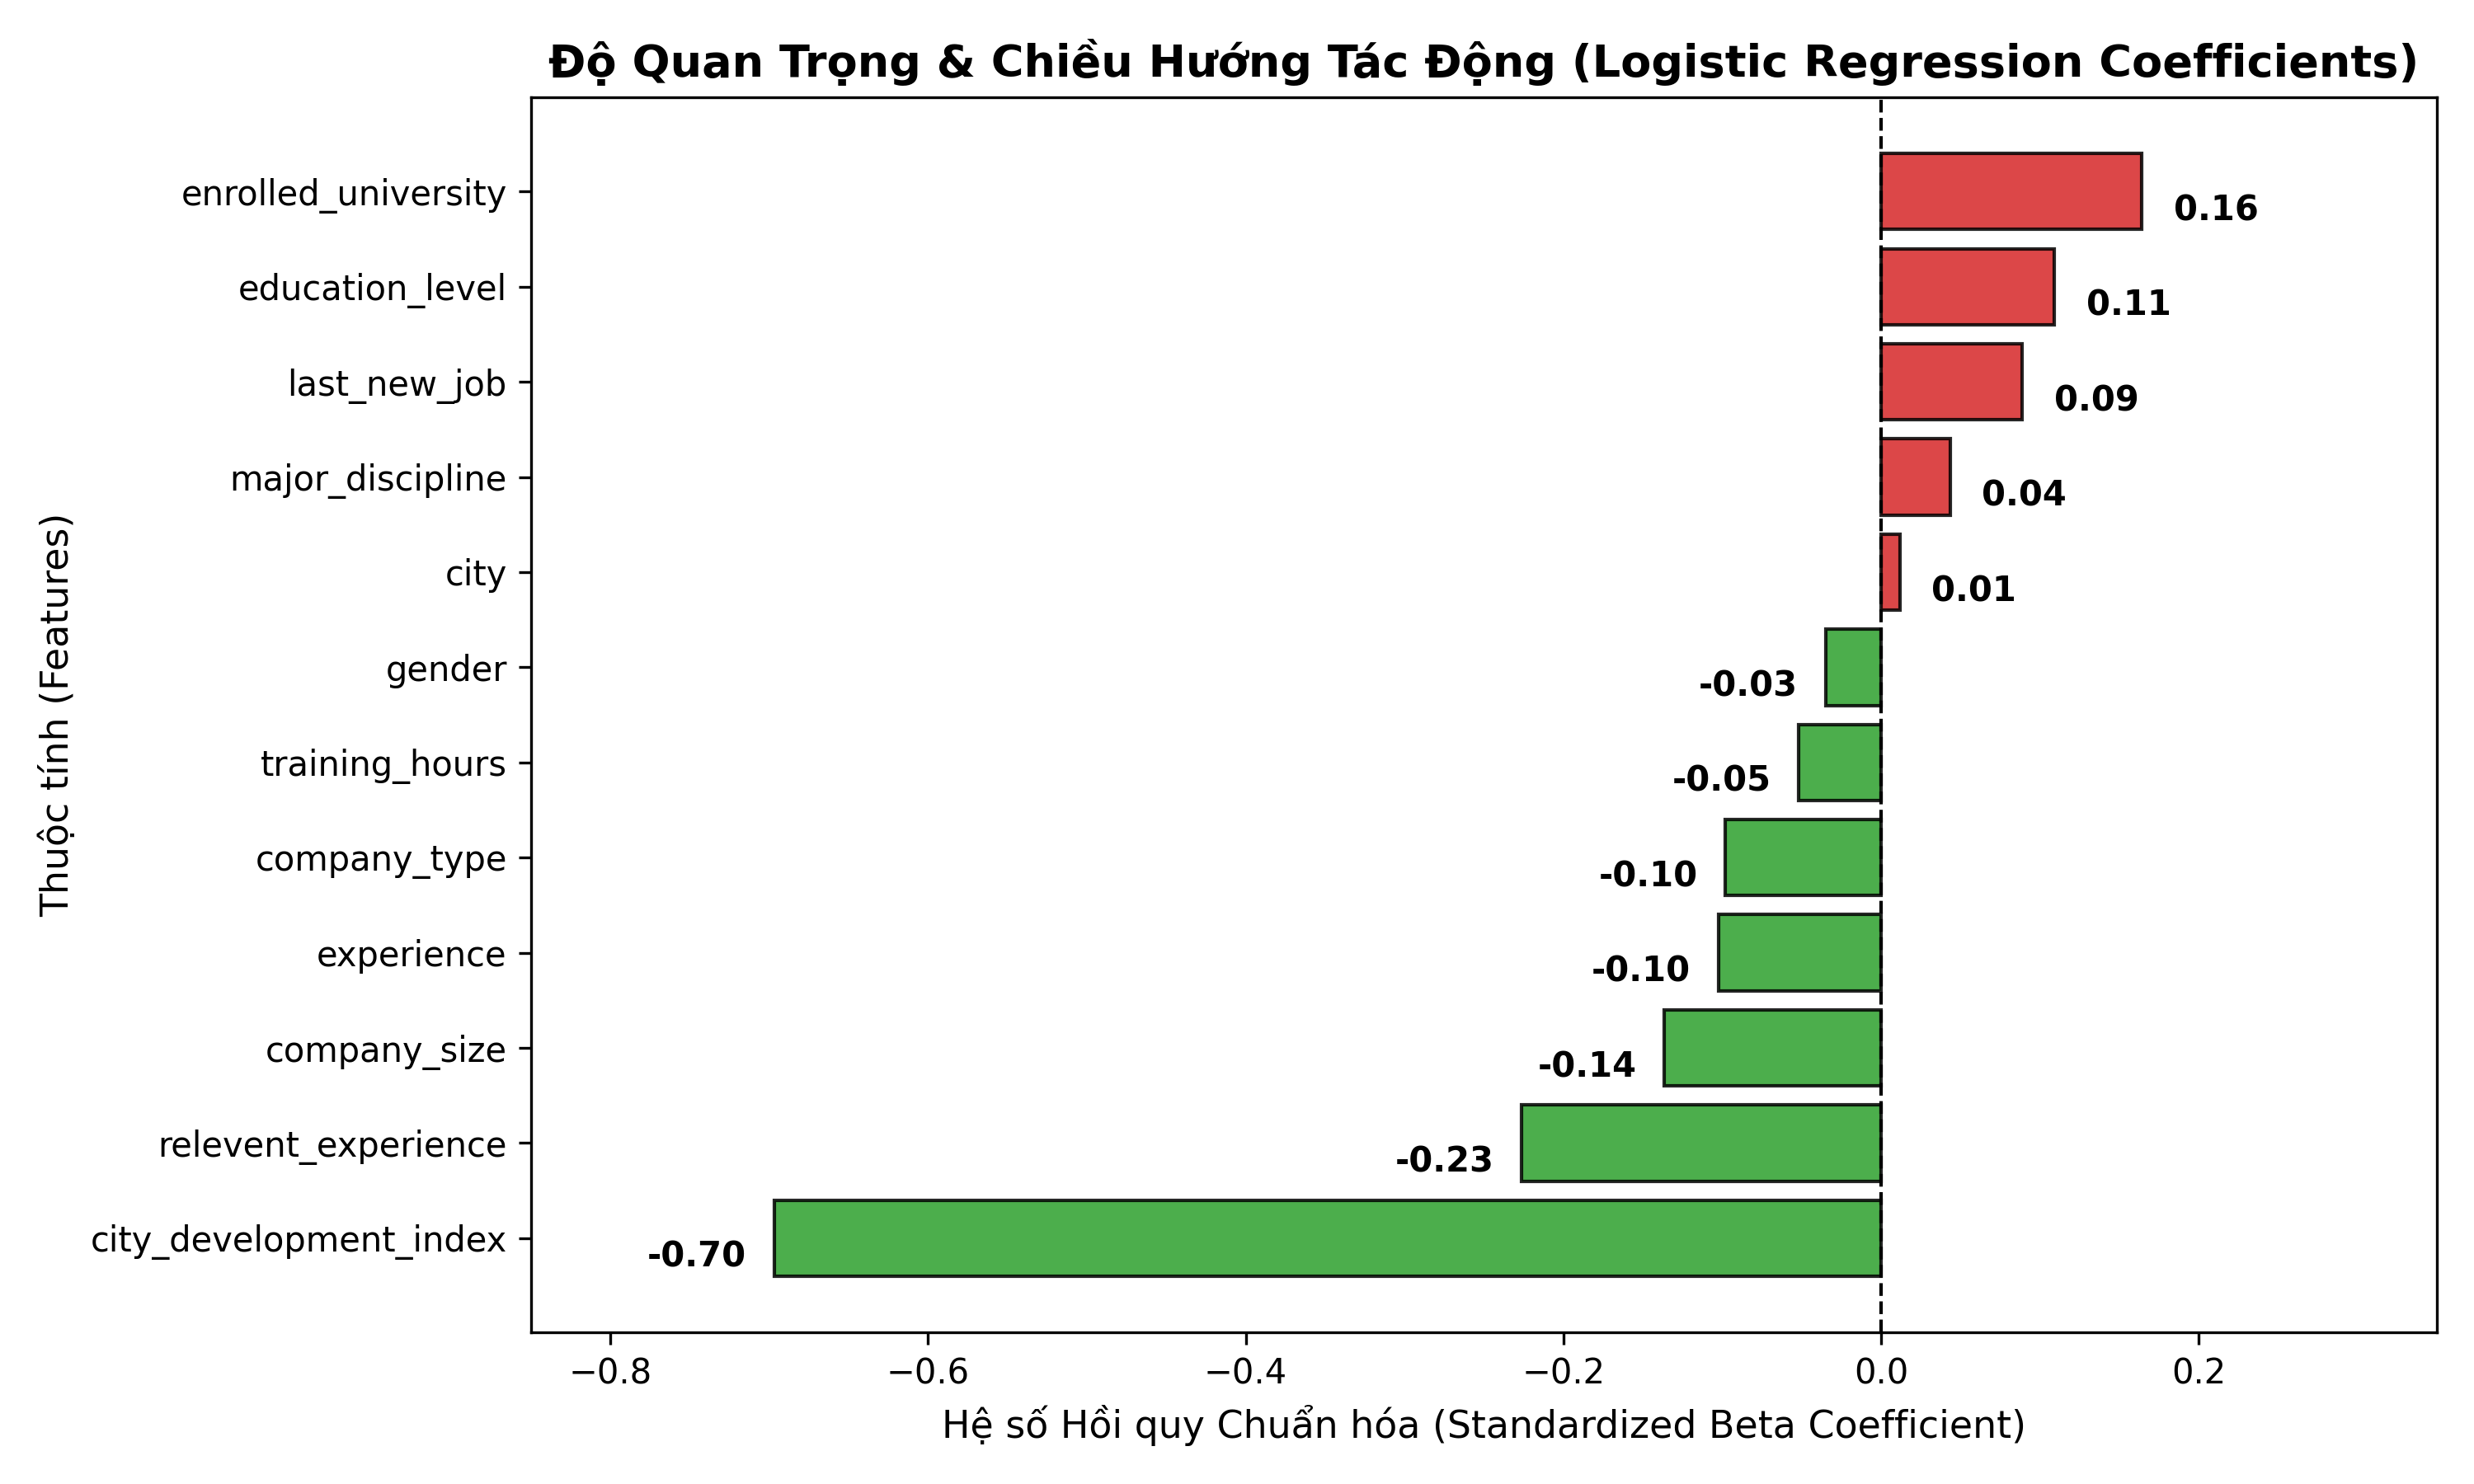 Độ Quan Trọng & Chiều Hướng Tác Động (Logistic Regression Coefficients)
Thuộc tính (Features)
enrolled_university
0.16
education_level
0.11
last_new_job
0.09
major_discipline
0.04
city
0.01
gender
-0.03
training_hours
-0.05
company_type
-0.10
experience
-0.10
company_size
-0.14
relevent_experience
-0.23
city_development_index
-0.70
−0.8 −0.6 −0.4 −0.2 0.0 0.2
Hệ số Hồi quy Chuẩn hóa (Standardized Beta Coefficient)